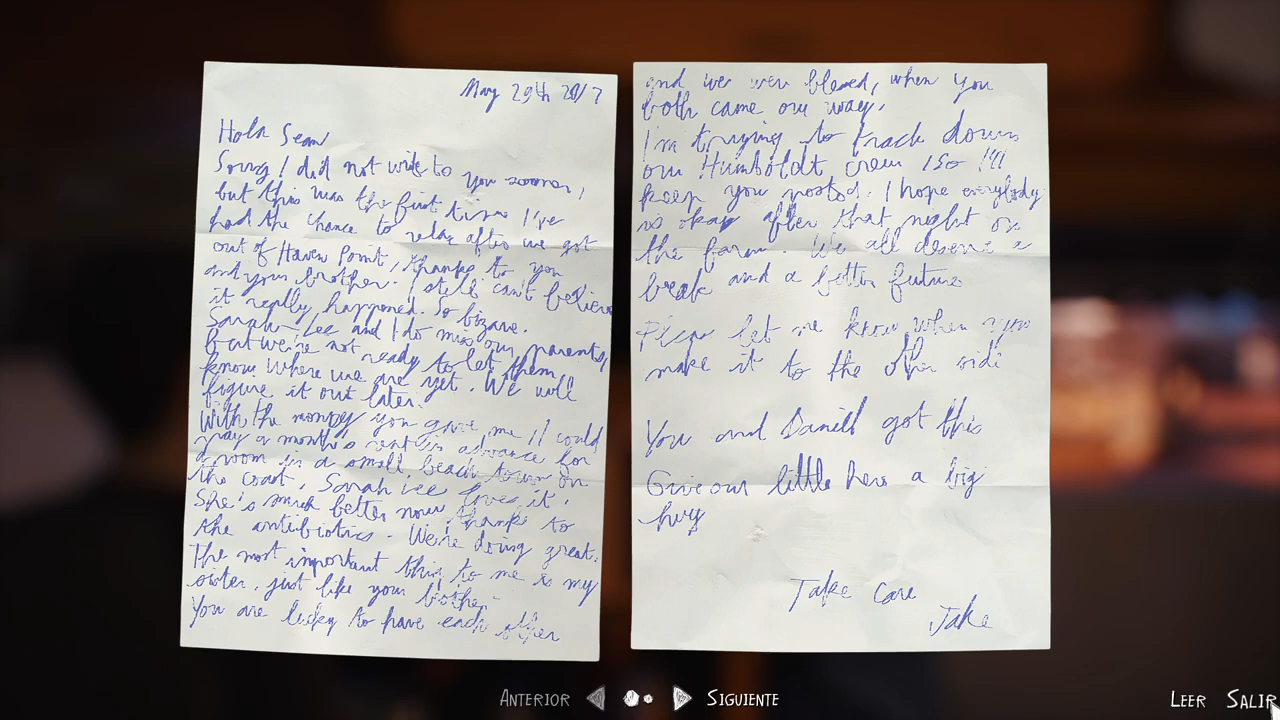 May 29th 2017
Hola Sean
Sorry I did not write to you sooner,
but this was the first time I've
had the chance to relax after we got
out of Haven Point, thanks to you
and your brother. I still can't believe
it really happened. So bizare.
Sarah-Lee and I do miss our parents,
but we're not ready to let them
know where we are yet. We will
figure it out later.
With the money you gave me I could
pay a month's rent in advance for
a room in a small beach town on
the coast, Sarah Lee loves it.
She's much better now, thanks to
the antibiotics. We're doing great.
The most important thing to me is my
sister, just like your brother.
You are lucky to have each other
and we were blessed, when you
both came our way.
I'm trying to track down
our Humboldt crew so I'll
keep you posted. I hope everybody
is okay after that night on
the farm. We all deserve a
break and a better future
Please let me know when you
make it to the other side
You and Daniel got this
Give our little hero a big
hug
Take Care
Jake
ANTERIOR
SIGUIENTE
LEER
SALIR